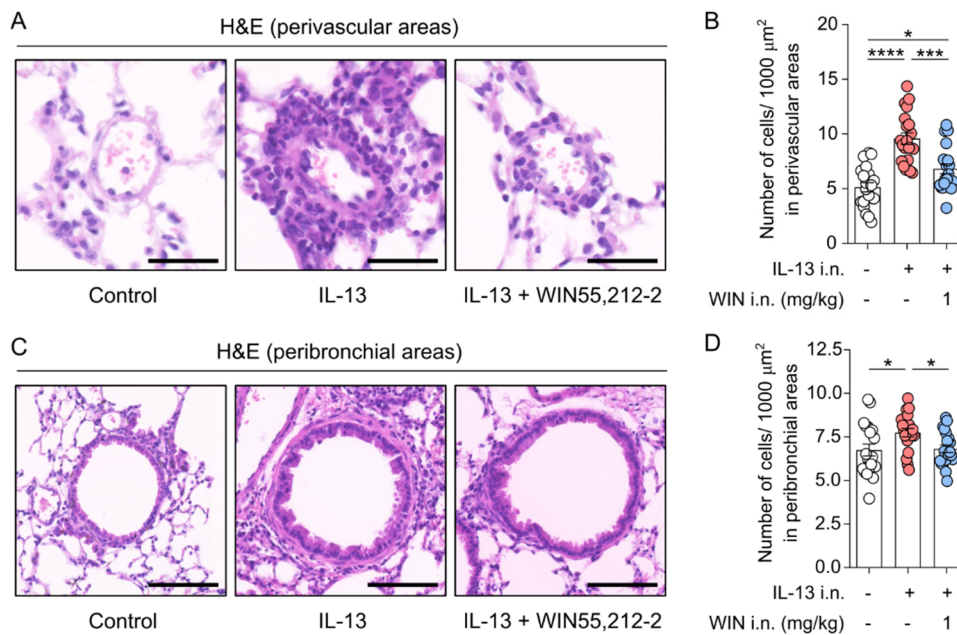 A
H&E (perivascular areas)
Control
IL-13
IL-13 + WIN55,212-2
B
Number of cells/ 1000 μm²
in perivascular areas
20
15
10
5
0
*
**** ***
IL-13 i.n. - + +
WIN i.n. (mg/kg) - - 1
C
H&E (peribronchial areas)
Control
IL-13
IL-13 + WIN55,212-2
D
Number of cells/ 1000 μm²
in peribronchial areas
12.5
10.0
7.5
5.0
2.5
0.0
* *
IL-13 i.n. - + +
WIN i.n. (mg/kg) - - 1